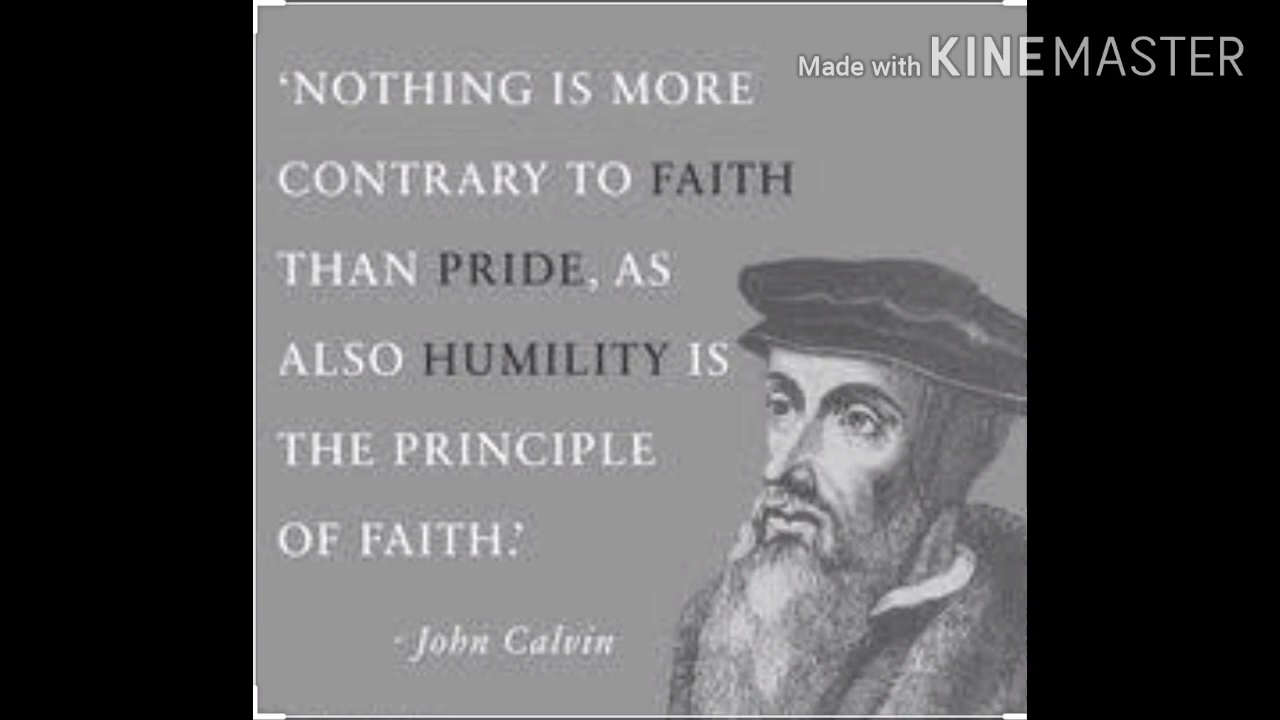 Made with KINEMASTER
‘NOTHING IS MORE
CONTRARY TO FAITH
THAN PRIDE, AS
ALSO HUMILITY IS
THE PRINCIPLE
OF FAITH.’
- John Calvin